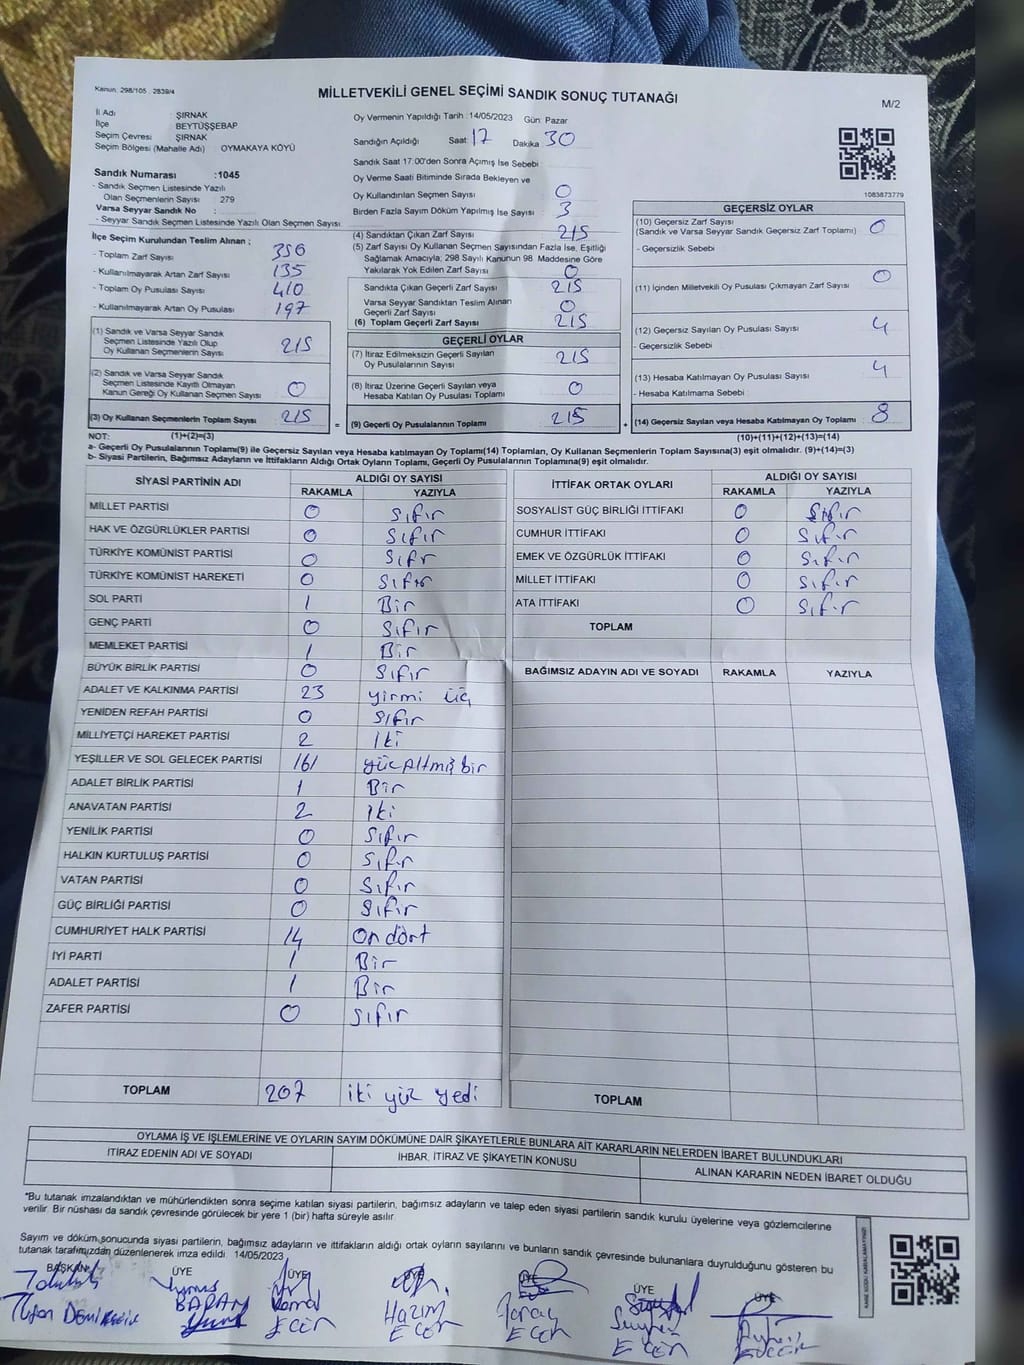 Kanun: 298/105 . 2839/4
MİLLETVEKİLİ GENEL SEÇİMİ SANDIK SONUÇ TUTANAĞI
M/2
İl Adı : ŞIRNAK
İlçe BEYTÜŞŞEBAP
Seçim Çevresi : ŞIRNAK
Seçim Bölgesi (Mahalle Adı) : OYMAKAYA KÖYÜ
Sandık Numarası :1045
- Sandık Seçmen Listesinde Yazılı
Olan Seçmenlerin Sayısı 279
Varsa Seyyar Sandık No :
- Seyyar Sandık Seçmen Listesinde Yazılı Olan Seçmen Sayısı
İlçe Seçim Kurulundan Teslim Alınan ;
- Toplam Zarf Sayısı 350
- Kullanılmayarak Artan Zarf Sayısı 135
- Toplam Oy Pusulası Sayısı 410
- Kullanılmayarak Artan Oy Pusulası 197
(1) Sandık ve Varsa Seyyar Sandık
Seçmen Listesinde Yazılı Olup
Oy Kullanan Seçmenlerin Sayısı 215
(2) Sandık ve Varsa Seyyar Sandık
Seçmen Listesinde Kayıtlı Olmayan
Kanun Gereği Oy Kullanan Seçmen Sayısı 0
(3) Oy Kullanan Seçmenlerin Toplam Sayısı 215
Oy Vermenin Yapıldığı Tarih : 14/05/2023 Gün: Pazar
Sandığın Açıldığı Saat 17 Dakika 30
Sandık Saat 17:00'den Sonra Açımış İse Sebebi
Oy Verme Saati Bitiminde Sırada Bekleyen ve
Oy Kullandırılan Seçmen Sayısı 0
Birden Fazla Sayım Döküm Yapılmış İse Sayısı 3
(4) Sandıktan Çıkan Zarf Sayısı 215
(5) Zarf Sayısı Oy Kullanan Seçmen Sayısından Fazla İse, Eşitliği
Sağlamak Amacıyla; 298 Sayılı Kanunun 98. Maddesine Göre
Yakılarak Yok Edilen Zarf Sayısı 0
Sandıkta Çıkan Geçerli Zarf Sayısı 215
Varsa Seyyar Sandıktan Teslim Alınan
Geçerli Zarf Sayısı 0
(6) Toplam Geçerli Zarf Sayısı 215
GEÇERLİ OYLAR
(7) İtiraz Edilmeksizin Geçerli Sayılan
Oy Pusulalarının Sayısı 215
(8) İtiraz Üzerine Geçerli Sayılan veya
Hesaba Katılan Oy Pusulaları Toplamı 0
= (9) Geçerli Oy Pusulalarının Toplamı 215 +
1083873779
GEÇERSİZ OYLAR
(10) Geçersiz Zarf Sayısı 0
(Sandık ve Varsa Seyyar Sandık Geçersiz Zarf Toplamı)
- Geçersizlik Sebebi
(11) İçinden Milletvekili Oy Pusulası Çıkmayan Zarf Sayısı 0
(12) Geçersiz Sayılan Oy Pusulası Sayısı 4
- Geçersizlik Sebebi
(13) Hesaba Katılmayan Oy Pusulası Sayısı 4
- Hesaba Katılmama Sebebi
(14) Geçersiz Sayılan veya Hesaba Katılmayan Oy Toplamı 8
NOT: (1)+(2)=(3)
(10)+(11)+(12)+(13)=(14)
a- Geçerli Oy Pusulalarının Toplamı(9) ile Geçersiz Sayılan veya Hesaba katılmayan Oy Toplamı(14) Toplamları, Oy Kullanan Seçmenlerin Toplam Sayısına(3) eşit olmalıdır. (9)+(14)=(3)
b- Siyasi Partilerin, Bağımsız Adayların ve İttifakların Aldığı Ortak Oyların Toplamı, Geçerli Oy Pusulalarının Toplamına(9) eşit olmalıdır.
SİYASİ PARTİNİN ADI ALDIĞI OY SAYISI
RAKAMLA YAZIYLA
MİLLET PARTİSİ 0 Sıfır
HAK VE ÖZGÜRLÜKLER PARTİSİ 0 Sıfır
TÜRKİYE KOMÜNİST PARTİSİ 0 Sıfr
TÜRKİYE KOMÜNİST HAREKETİ 0 Sıfır
SOL PARTİ 1 Bir
GENÇ PARTİ 0 Sıfır
MEMLEKET PARTİSİ 1 Bir
BÜYÜK BİRLİK PARTİSİ 0 Sıfır
ADALET VE KALKINMA PARTİSİ 23 yirmi üç
YENİDEN REFAH PARTİSİ 0 Sıfır
MİLLİYETÇİ HAREKET PARTİSİ 2 İki
YEŞİLLER VE SOL GELECEK PARTİSİ 161 yüzaltmışbir
ADALET BİRLİK PARTİSİ 1 Bir
ANAVATAN PARTİSİ 2 İki
YENİLİK PARTİSİ 0 Sıfır
HALKIN KURTULUŞ PARTİSİ 0 Sıfır
VATAN PARTİSİ 0 Sıfır
GÜÇ BİRLİĞİ PARTİSİ 0 Sıfır
CUMHURİYET HALK PARTİSİ 14 On dört
İYİ PARTİ 1 Bir
ADALET PARTİSİ 1 Bir
ZAFER PARTİSİ 0 Sıfır
TOPLAM 207 iki yüz yedi
İTTİFAK ORTAK OYLARI ALDIĞI OY SAYISI
RAKAMLA YAZIYLA
SOSYALİST GÜÇ BİRLİĞİ İTTİFAKI 0 Sıfır
CUMHUR İTTİFAKI 0 Sıfır
EMEK VE ÖZGÜRLÜK İTTİFAKI 0 Sıfır
MİLLET İTTİFAKI 0 Sıfır
ATA İTTİFAKI 0 Sıfır
TOPLAM
BAĞIMSIZ ADAYIN ADI VE SOYADI RAKAMLA YAZIYLA
TOPLAM
OYLAMA İŞ VE İŞLEMLERİNE VE OYLARIN SAYIM DÖKÜMÜNE DAİR ŞİKAYETLERLE BUNLARA AİT KARARLARIN NELERDEN İBARET BULUNDUKLARI
İTİRAZ EDENİN ADI VE SOYADI İHBAR, İTİRAZ VE ŞİKAYETİN KONUSU ALINAN KARARIN NEDEN İBARET OLDUĞU
*Bu tutanak imzalandıktan ve mühürlendikten sonra seçime katılan siyasi partilerin, bağımsız adayların ve talep eden siyasi partilerin sandık kurulu üyelerine veya gözlemcilerine
verilir. Bir nüshası da sandık çevresinde görülecek bir yere 1 (bir) hafta süreyle asılır.
Sayım ve döküm sonucunda siyasi partilerin, bağımsız adayların ve ittifakların aldığı ortak oyların sayılarını ve bunların sandık çevresinde bulunanlara duyrulduğunu gösteren bu
tutanak tarafımızdan düzenlenerek imza edildi. 14/05/2023
BAŞKAN ÜYE ÜYE ÜYE ÜYE ÜYE ÜYE
BARAN Kemal Hazım
ECER ECER ECER ECER